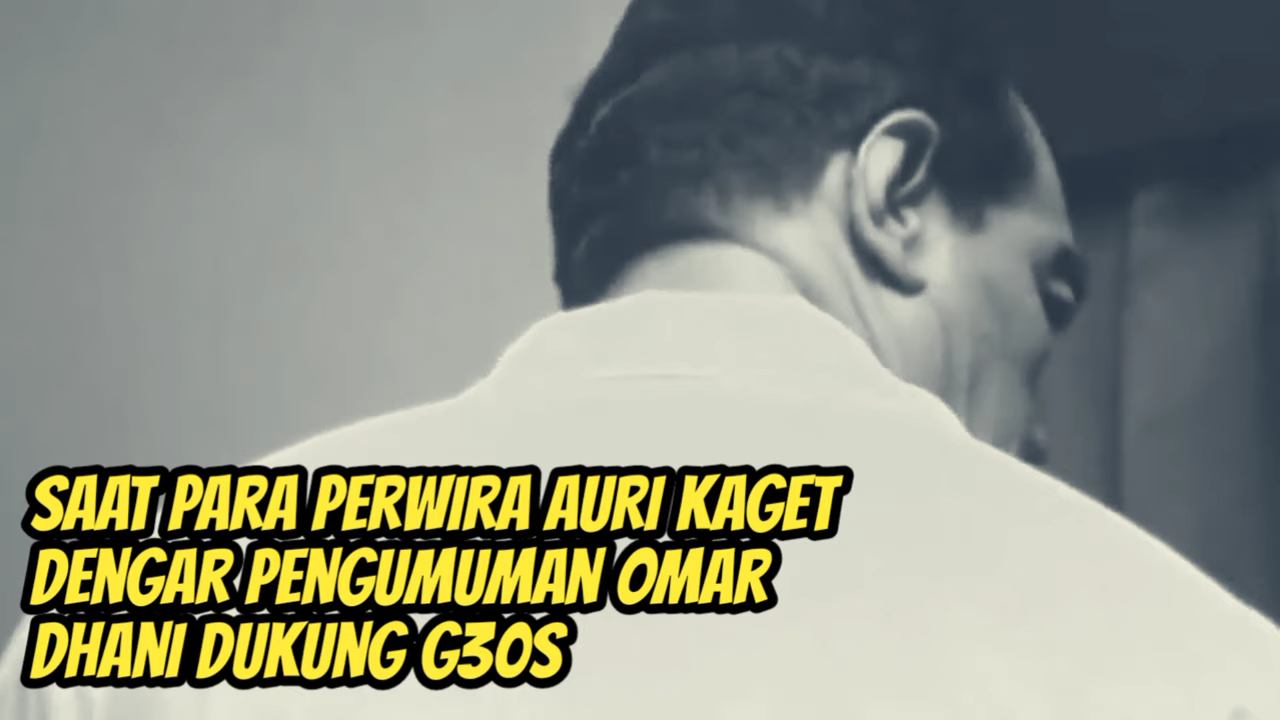 SAAT PARA PERWIRA AURI KAGET
DENGAR PENGUMUMAN OMAR
DHANI DUKUNG G30S